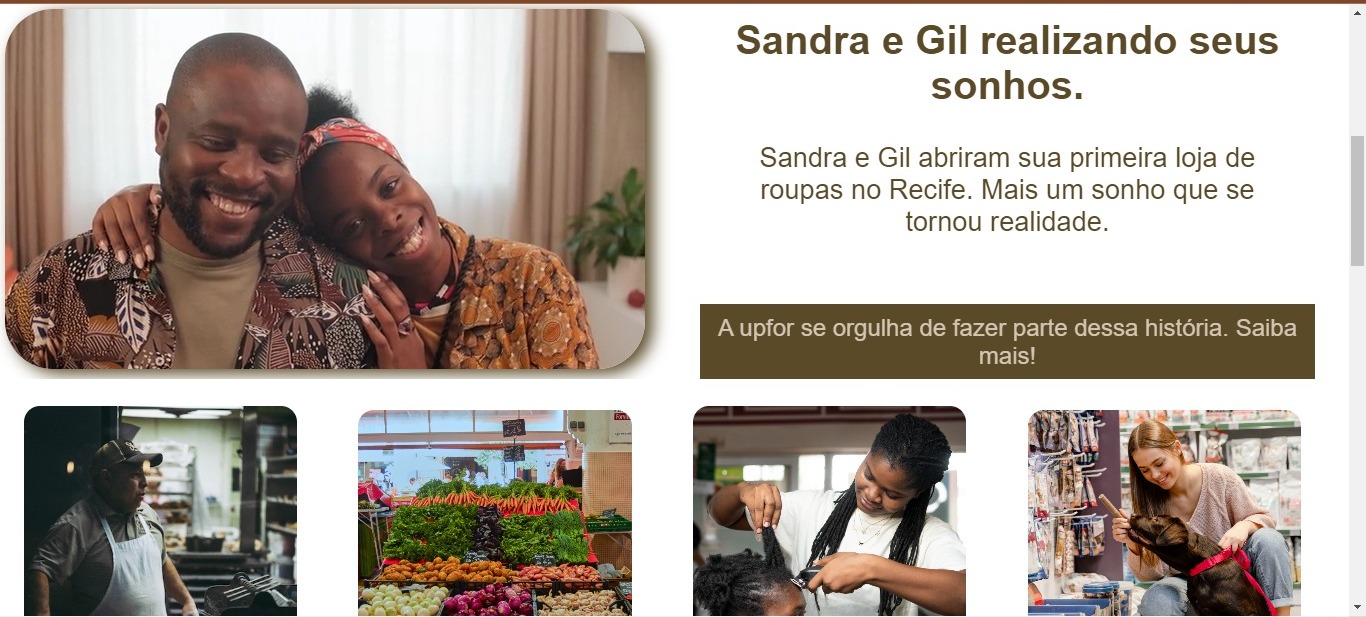 Sandra e Gil realizando seus
sonhos.
Sandra e Gil abriram sua primeira loja de
roupas no Recife. Mais um sonho que se
tornou realidade.
A upfor se orgulha de fazer parte dessa história. Saiba
mais!